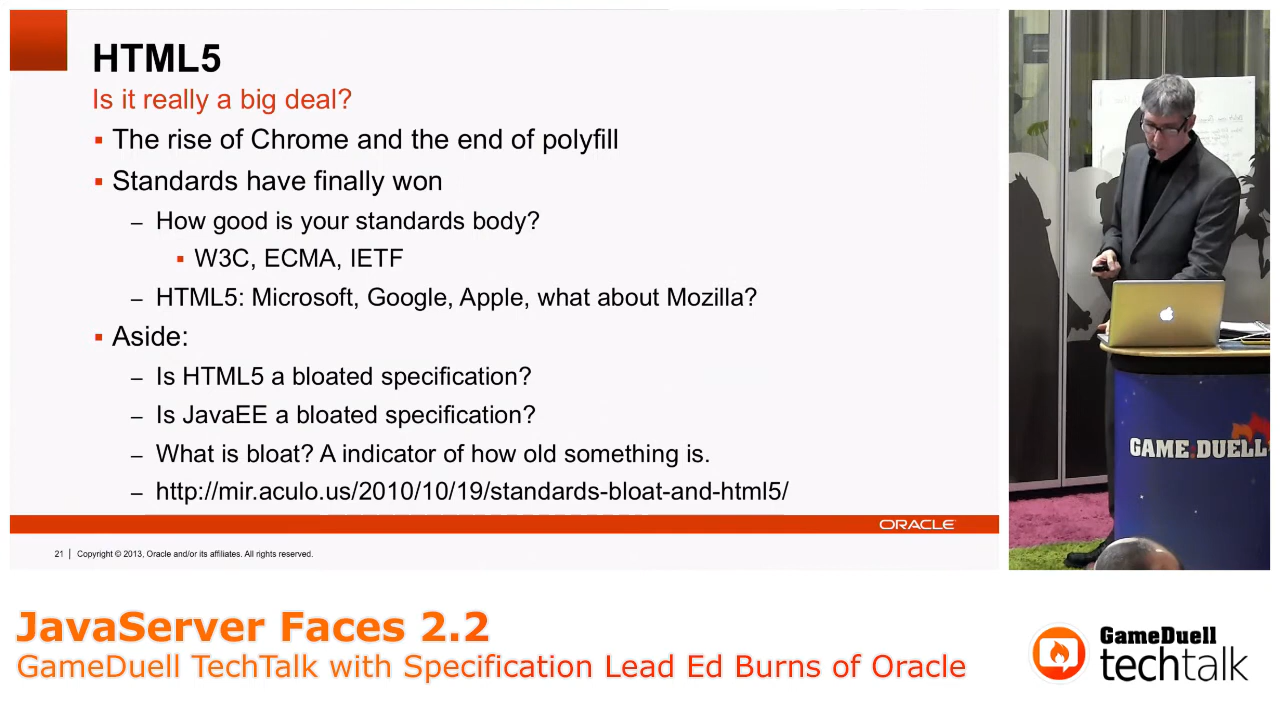 HTML5
Is it really a big deal?
▪ The rise of Chrome and the end of polyfill
▪ Standards have finally won
– How good is your standards body?
▪ W3C, ECMA, IETF
– HTML5: Microsoft, Google, Apple, what about Mozilla?
▪ Aside:
– Is HTML5 a bloated specification?
– Is JavaEE a bloated specification?
– What is bloat? A indicator of how old something is.
– http://mir.aculo.us/2010/10/19/standards-bloat-and-html5/
ORACLE
21 | Copyright © 2013, Oracle and/or its affiliates. All rights reserved.
GAME DUELL
JavaServer Faces 2.2
GameDuell TechTalk with Specification Lead Ed Burns of Oracle
GameDuell
techtalk